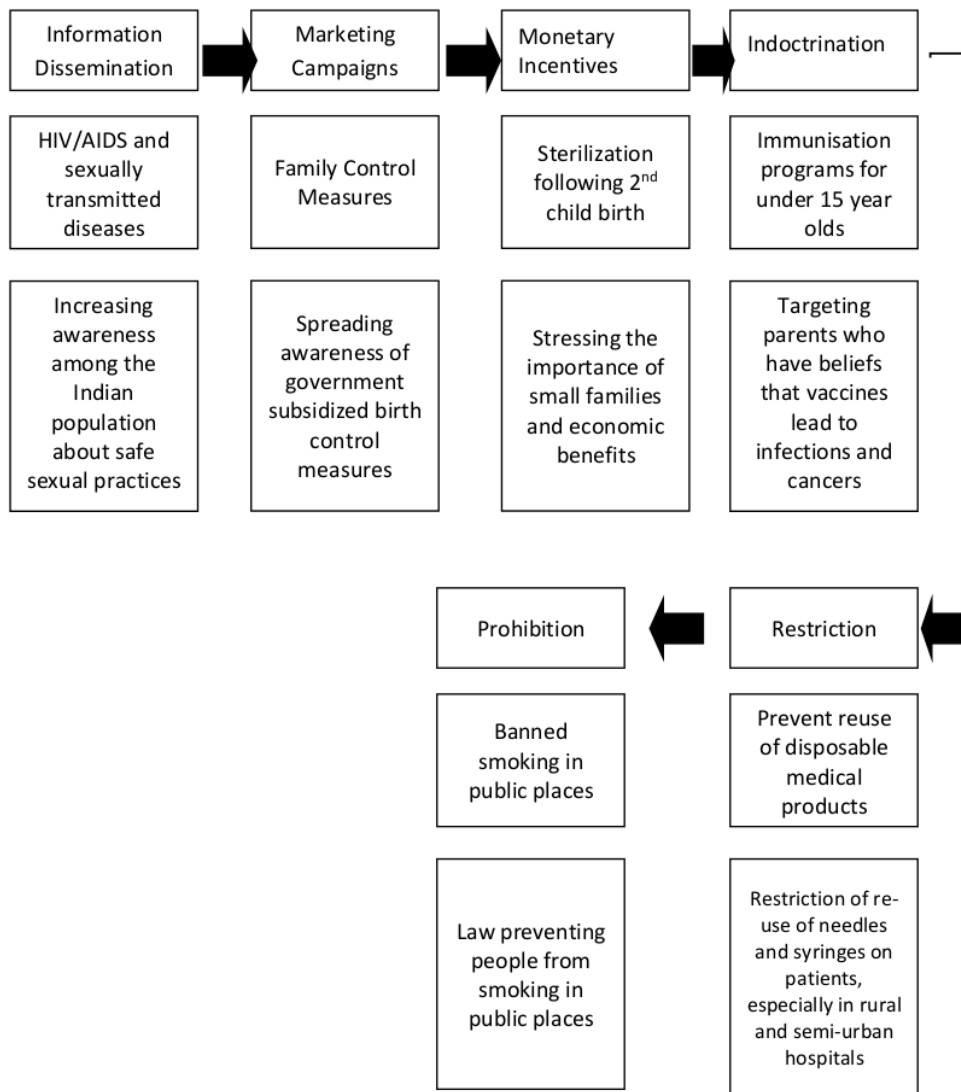 Information
Dissemination
Marketing
Campaigns
Monetary
Incentives
Indoctrination
HIV/AIDS and
sexually
transmitted
diseases
Family Control
Measures
Sterilization
following 2nd
child birth
Immunisation
programs for
under 15 year
olds
Increasing
awareness
among the
Indian
population
about safe
sexual practices
Spreading
awareness of
government
subsidized birth
control
measures
Stressing the
importance of
small families
and economic
benefits
Targeting
parents who
have beliefs
that vaccines
lead to
infections and
cancers
Restriction
Prohibition
Prevent reuse
of disposable
medical
products
Banned
smoking in
public places
Restriction of re-
use of needles
and syringes on
patients,
especially in rural
and semi-urban
hospitals
Law preventing
people from
smoking in
public places